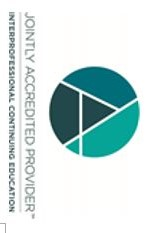 JOINTLY ACCREDITED PROVIDER™
INTERPROFESSIONAL CONTINUING EDUCATION